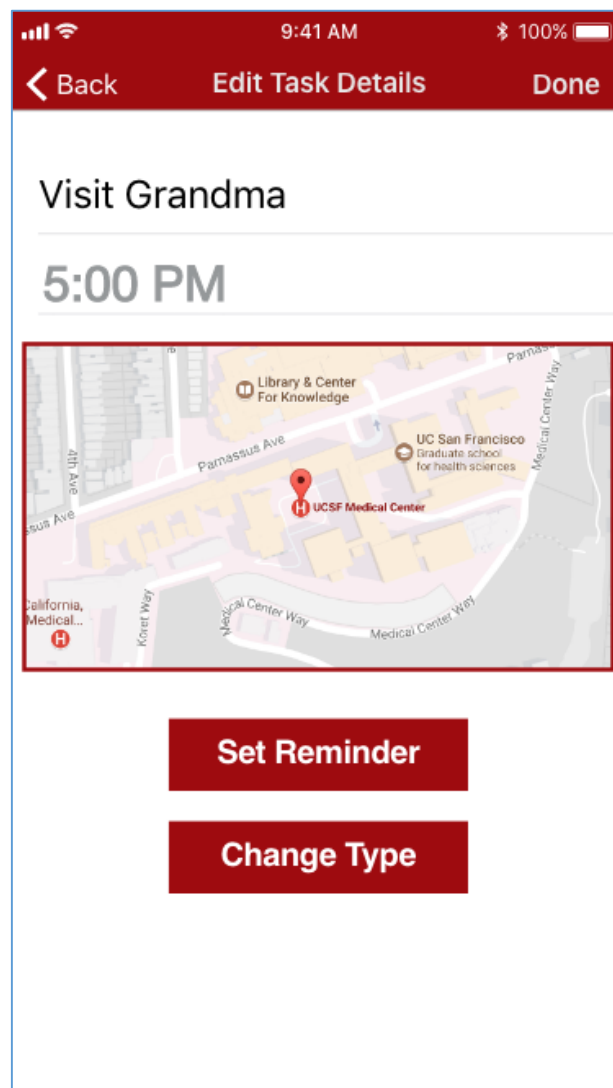 9:41 AM
100%
Back
Edit Task Details
Done
Visit Grandma
5:00 PM
Library & Center
For Knowledge
Parnassus Ave
Medical Center Way
4th Ave
UC San Francisco
Graduate school
for health sciences
UCSF Medical Center
California,
Medical...
Koret Way
Medical Center Way
Medical Center Way
Set Reminder
Change Type